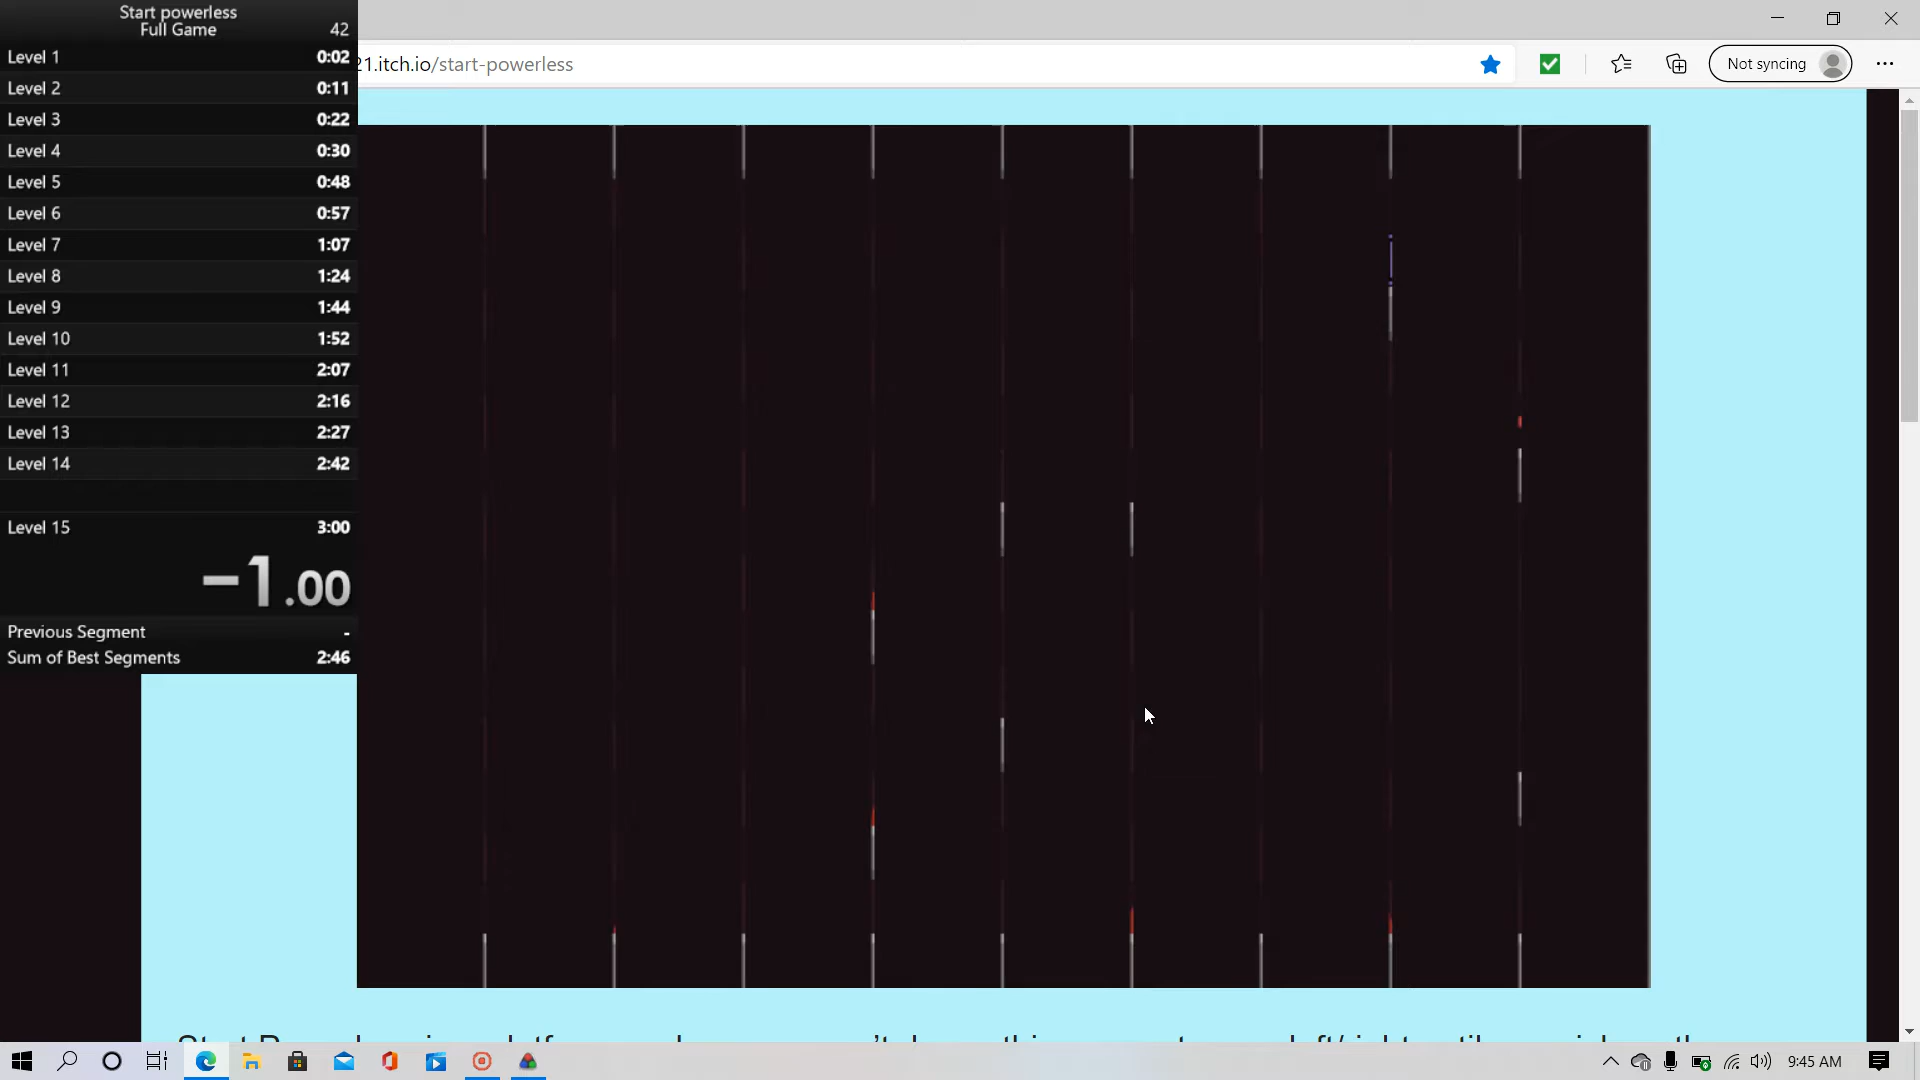 Start powerless
Full Game 42
Level 1 0:02
Level 2 0:11
Level 3 0:22
Level 4 0:30
Level 5 0:48
Level 6 0:57
Level 7 1:07
Level 8 1:24
Level 9 1:44
Level 10 1:52
Level 11 2:07
Level 12 2:16
Level 13 2:27
Level 14 2:42
Level 15 3:00
−1.00
Previous Segment -
Sum of Best Segments 2:46
21.itch.io/start-powerless
Not syncing
9:45 AM